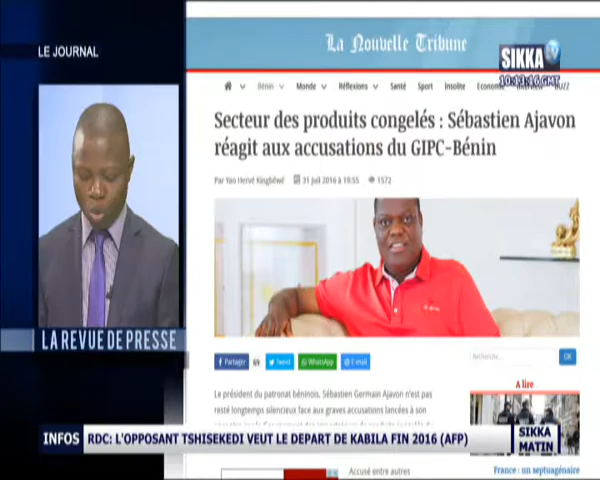 LE JOURNAL
La Nouvelle Tribune
SIKKA TV
10:13:16 GMT
Bénin Monde Réflexions Santé Sport Insolite
BUZZ
Secteur des produits congelés : Sébastien Ajavon
réagit aux accusations du GIPC-Bénin
Par Yao Hervé Kingbêwé 31 Juil 2016 à 19:55 1572
LA REVUE DE PRESSE
Partager 69 Tweet WhatsApp E-mail
Recherche... OK
A lire
Le président du patronat béninois, Sébastien Germain Ajavon n'est pas
resté longtemps silencieux face aux graves accusations lancées à son
INFOS RDC: L'OPPOSANT TSHISEKEDI VEUT LE DEPART DE KABILA FIN 2016 (AFP)
SIKKA
MATIN
Accusé entre autres
France : un septuagénaire